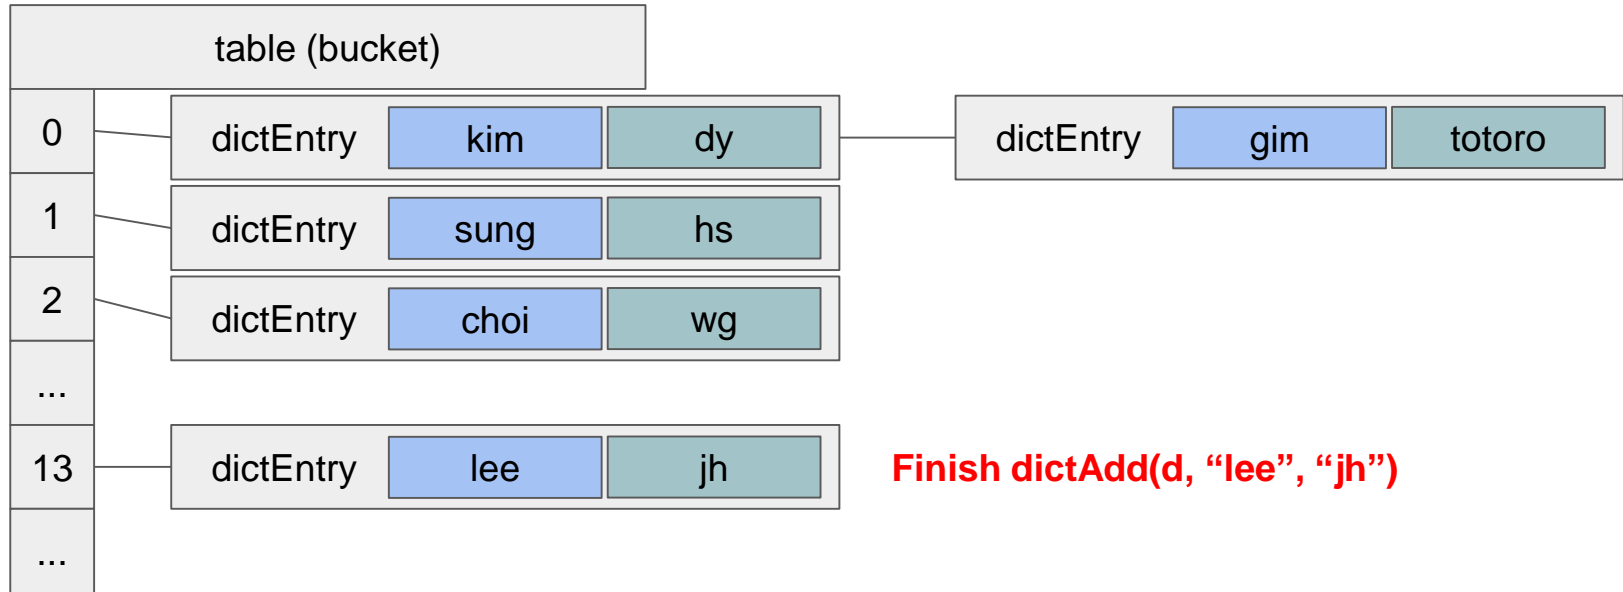 table (bucket)
0 dictEntry kim dy dictEntry gim totoro
1 dictEntry sung hs
2 dictEntry choi wg
...
13 dictEntry lee jh Finish dictAdd(d, “lee”, “jh”)
...